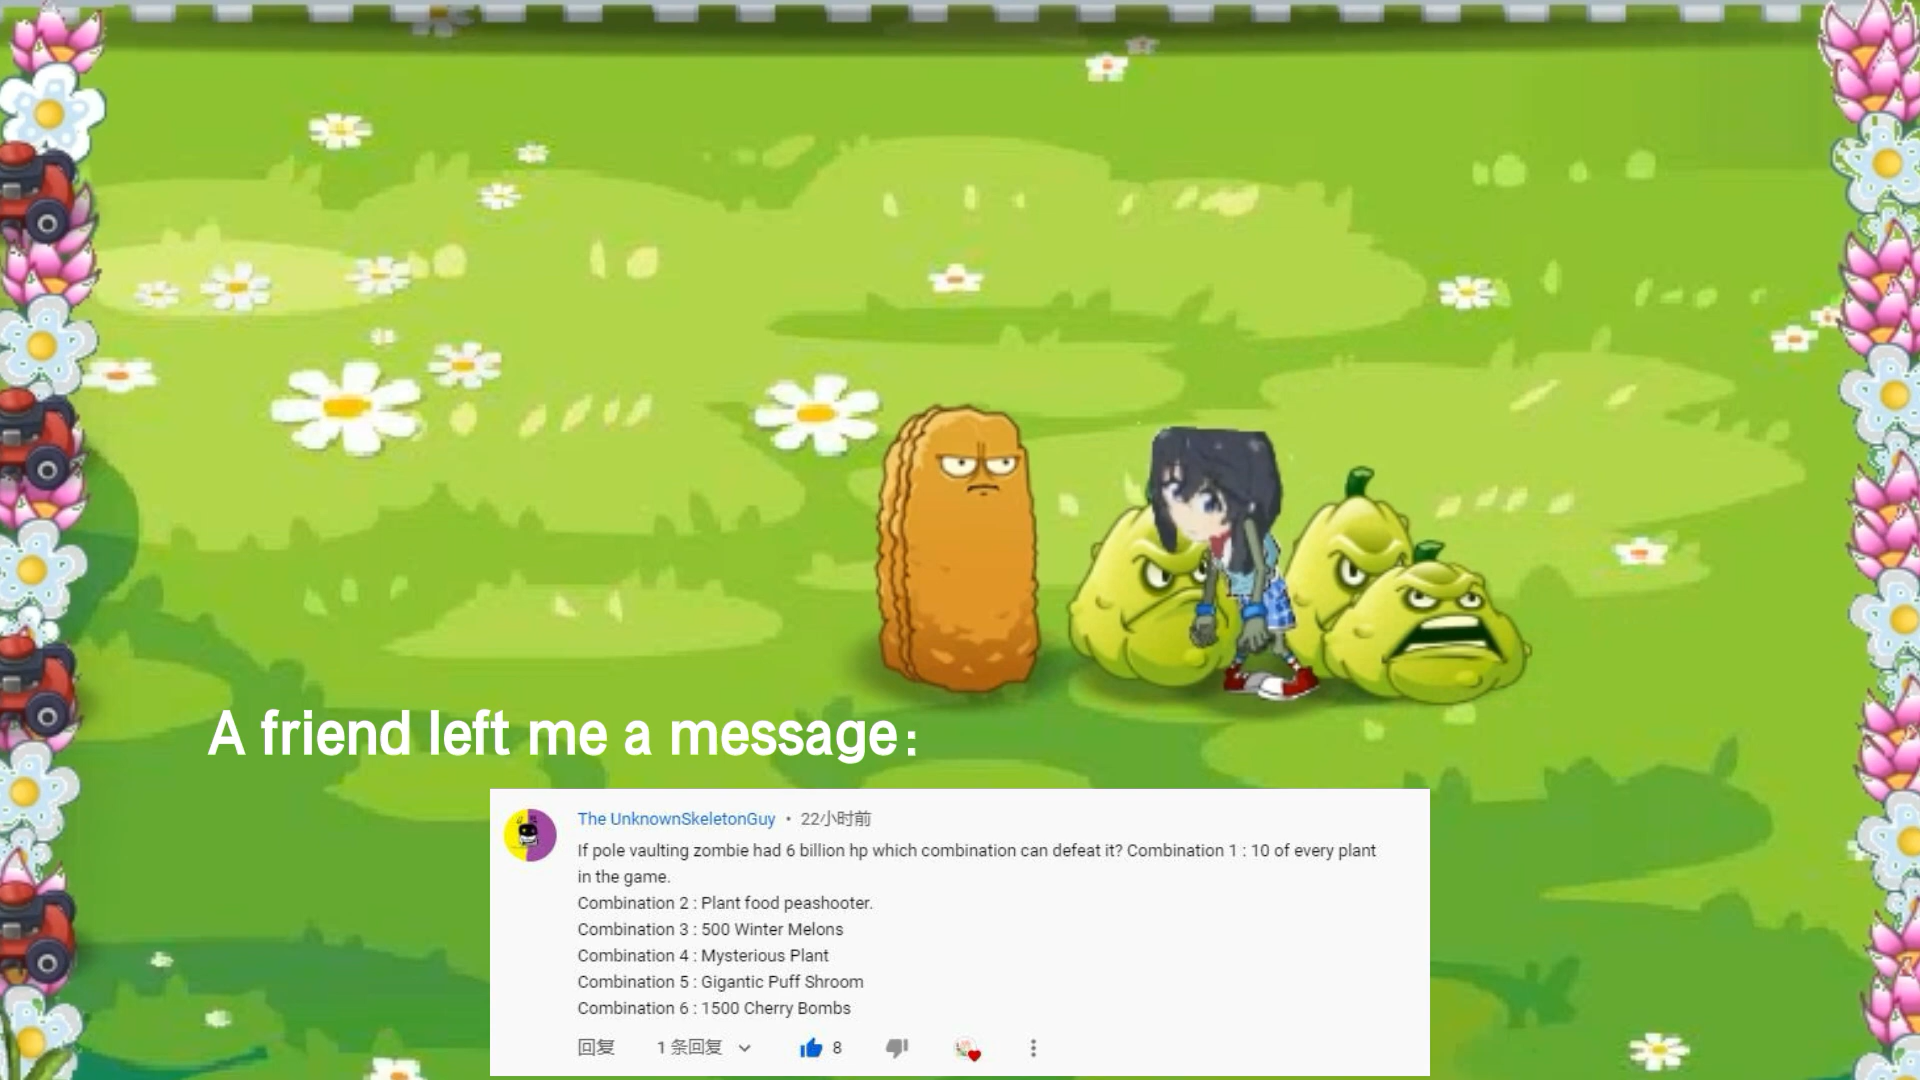 A friend left me a message:
The UnknownSkeletonGuy • 22小时前
If pole vaulting zombie had 6 billion hp which combination can defeat it? Combination 1 : 10 of every plant
in the game.
Combination 2 : Plant food peashooter.
Combination 3 : 500 Winter Melons
Combination 4 : Mysterious Plant
Combination 5 : Gigantic Puff Shroom
Combination 6 : 1500 Cherry Bombs
回复 1 条回复 8